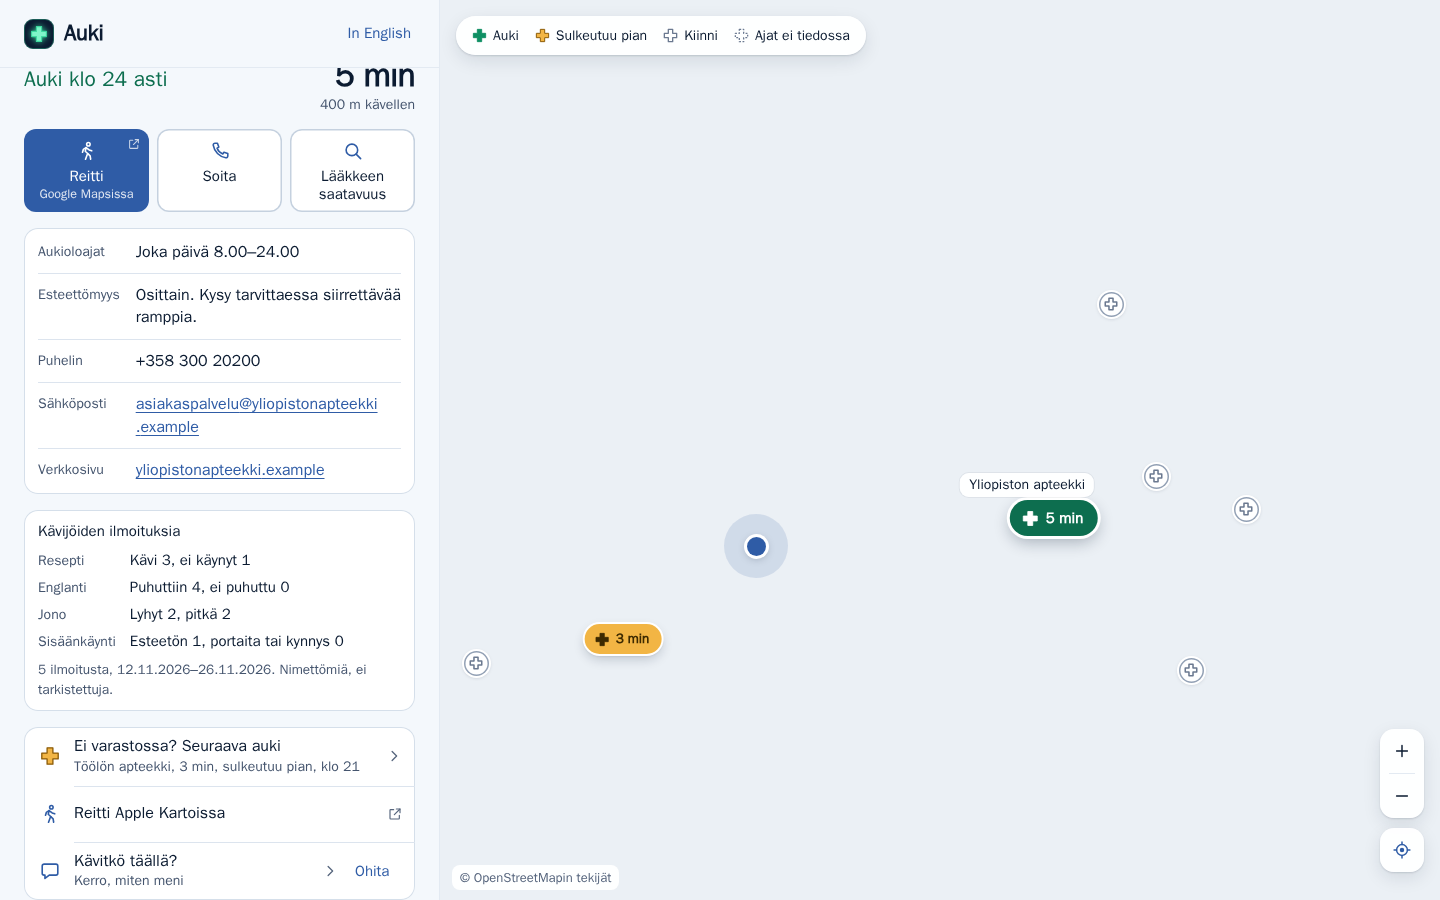 Auki
In English
Auki klo 24 asti
5 min
400 m kävellen
Reitti
Google Mapsissa
Soita
Lääkkeen
saatavuus
Aukioloajat
Joka päivä 8.00–24.00
Esteettömyys
Osittain. Kysy tarvittaessa siirrettävää
ramppia.
Puhelin
+358 300 20200
Sähköposti
asiakaspalvelu@yliopistonapteekki
.example
Verkkosivu
yliopistonapteekki.example
Kävijöiden ilmoituksia
Resepti
Kävi 3, ei käynyt 1
Englanti
Puhuttiin 4, ei puhuttu 0
Jono
Lyhyt 2, pitkä 2
Sisäänkäynti
Esteetön 1, portaita tai kynnys 0
5 ilmoitusta, 12.11.2026–26.11.2026. Nimettömiä, ei
tarkistettuja.
Ei varastossa? Seuraava auki
Töölön apteekki, 3 min, sulkeutuu pian, klo 21
Reitti Apple Kartoissa
Kävitkö täällä?
Kerro, miten meni
Ohita
Auki
Sulkeutuu pian
Kiinni
Ajat ei tiedossa
Yliopiston apteekki
5 min
3 min
© OpenStreetMapin tekijät